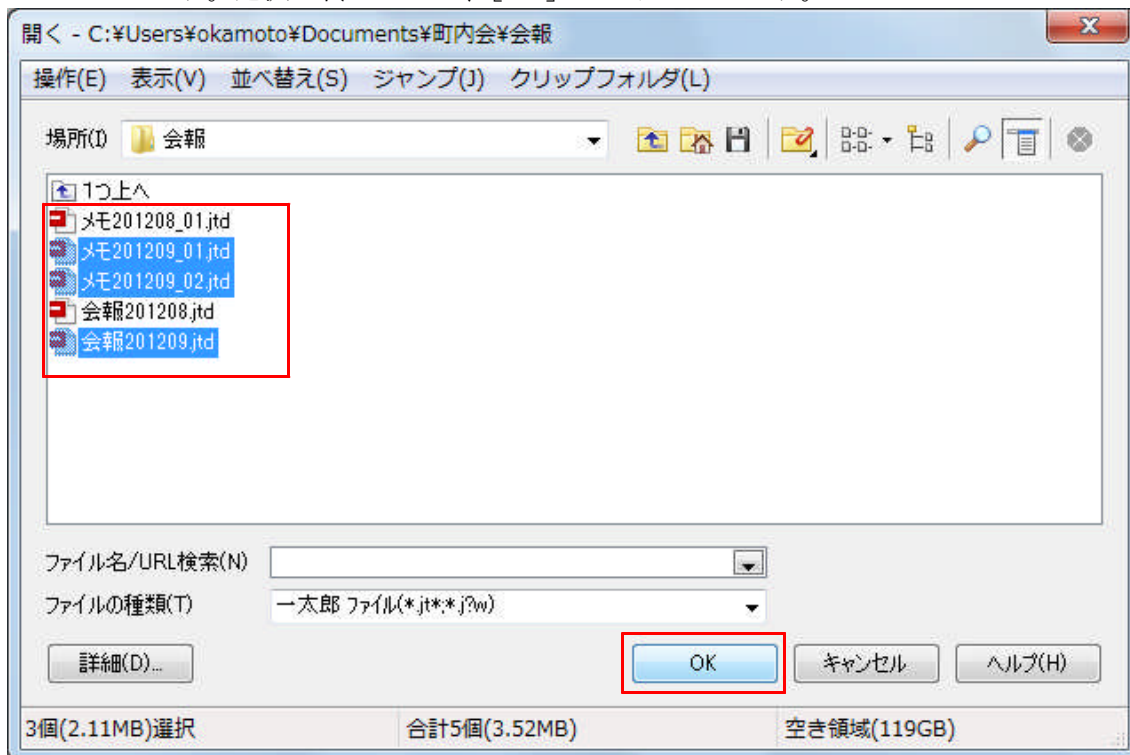 開く - C:¥Users¥okamoto¥Documents¥町内会¥会報
操作(E) 表示(V) 並べ替え(S) ジャンプ(J) クリップフォルダ(L)
場所(I) 会報
1つ上へ
メモ201208_01.jtd
メモ201209_01.jtd
メモ201209_02.jtd
会報201208.jtd
会報201209.jtd
ファイル名/URL検索(N)
ファイルの種類(T) 一太郎 ファイル(*.jt*;*.j?w)
詳細(D)... OK キャンセル ヘルプ(H)
3個(2.11MB)選択 合計5個(3.52MB) 空き領域(119GB)